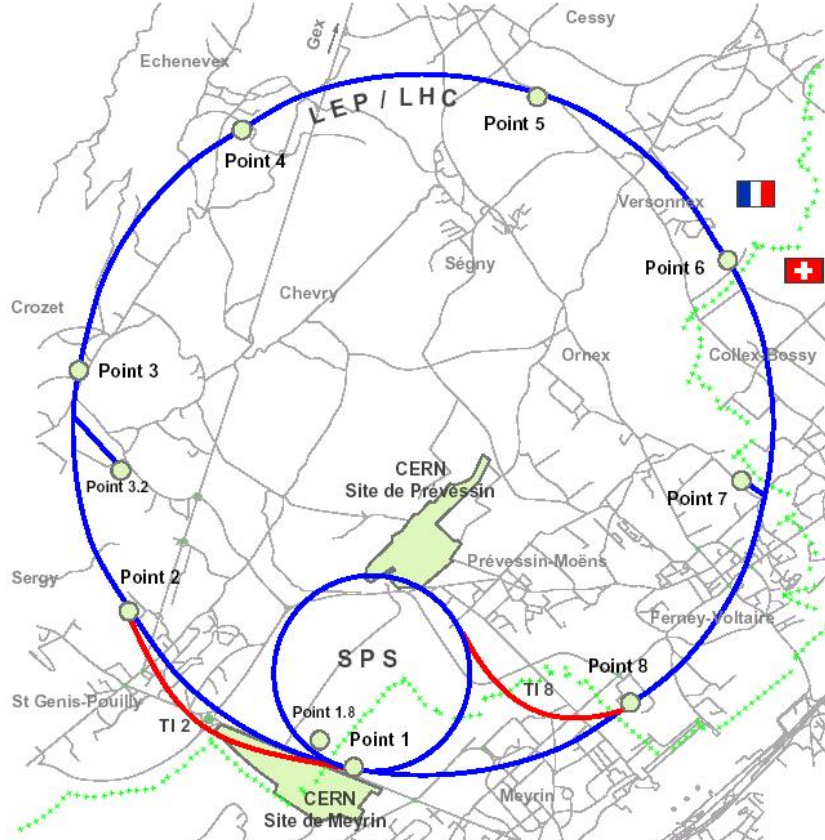 Cessy
Gex
Echenevex
LEP / LHC
Point 5
Point 4
Versonnex
Point 6
Ségny
Chevry
Crozet
Ornex
Collex-Bossy
Point 3
CERN
Site de Prévessin
Point 3.2
Point 7
Prévessin-Moëns
Sergy
Point 2
Ferney-Voltaire
SPS
Point 8
St Genis-Pouilly
TI 8
TI 2
Point 1.8
Point 1
CERN
Site de Meyrin
Meyrin